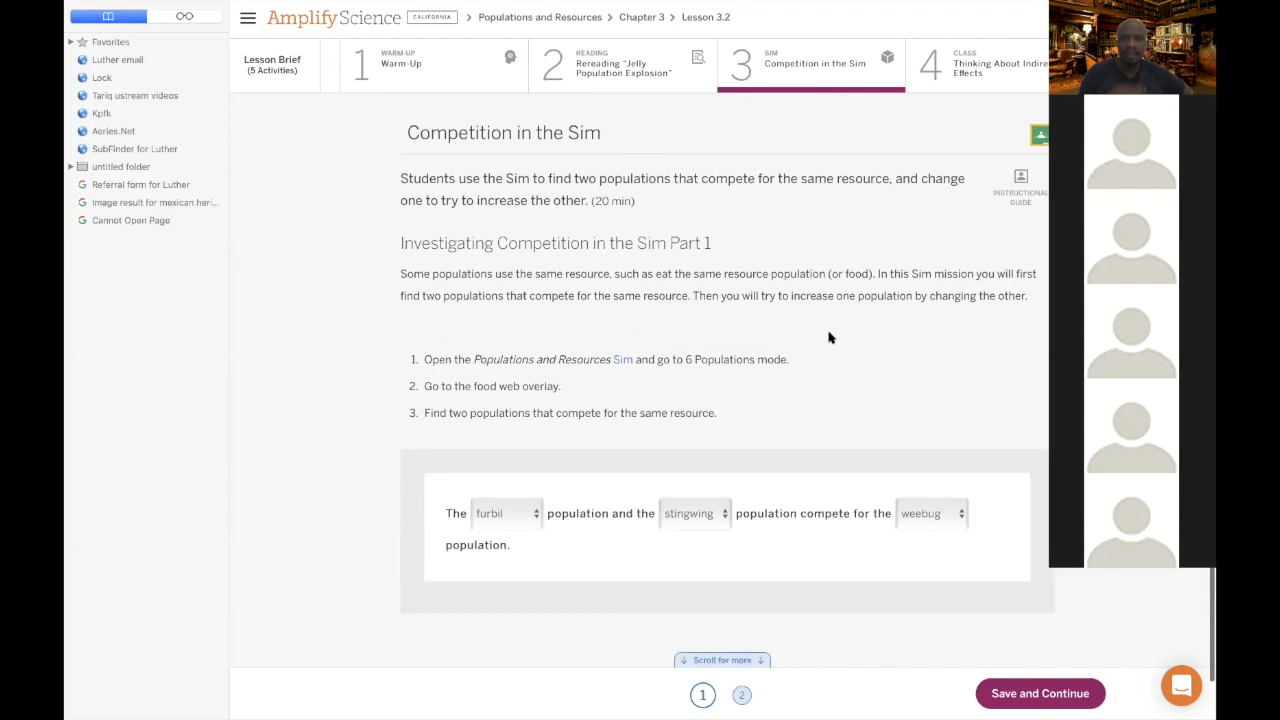 Favorites
Luther email
Lock
Tariq ustream videos
Kpfk
Aeries.Net
SubFinder for Luther
untitled folder
Referral form for Luther
Image result for mexican heri...
Cannot Open Page
AmplifyScience CALIFORNIA > Populations and Resources > Chapter 3 > Lesson 3.2
Lesson Brief
(5 Activities)
1 WARM-UP
Warm-Up
2 READING
Rereading "Jelly
Population Explosion"
3 SIM
Competition in the Sim
4 CLASS
Thinking About
Effects
Competition in the Sim
Students use the Sim to find two populations that compete for the same resource, and change
one to try to increase the other. (20 min)
INSTRUCTIONAL
GUIDE
Investigating Competition in the Sim Part 1
Some populations use the same resource, such as eat the same resource population (or food). In this Sim mission you will first
find two populations that compete for the same resource. Then you will try to increase one population by changing the other.
1. Open the Populations and Resources Sim and go to 6 Populations mode.
2. Go to the food web overlay.
3. Find two populations that compete for the same resource.
The furbil population and the stingwing population compete for the weebug
population.
Scroll for more
1 2
Save and Continue